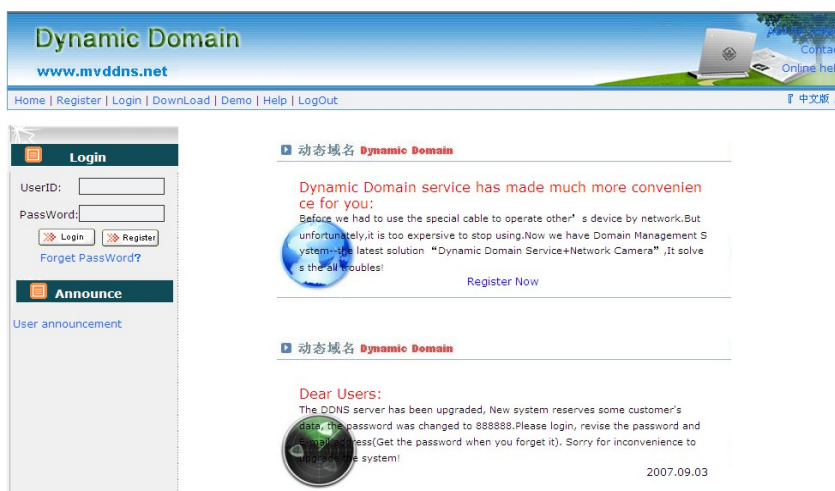 Dynamic Domain
www.mvddns.net
Online hel
Home | Register | Login | DownLoad | Demo | Help | LogOut
『 中文版
Login
UserID:
PassWord:
Login
Register
Forget PassWord?
Announce
User announcement
动态域名 Dynamic Domain
Dynamic Domain service has made much more convenien
ce for you:
Before we had to use the special cable to operate other’s device by network.But
unfortunately,it is too expersive to stop using.Now we have Domain Management S
ystem--the latest solution “Dynamic Domain Service+Network Camera”,It solve
s the all troubles!
Register Now
动态域名 Dynamic Domain
Dear Users:
The DDNS server has been upgraded, New system reserves some customer's
data, the password was changed to 888888.Please login, revise the password and
E-mail address(Get the password when you forget it). Sorry for inconvenience to
upgrade the system!
2007.09.03